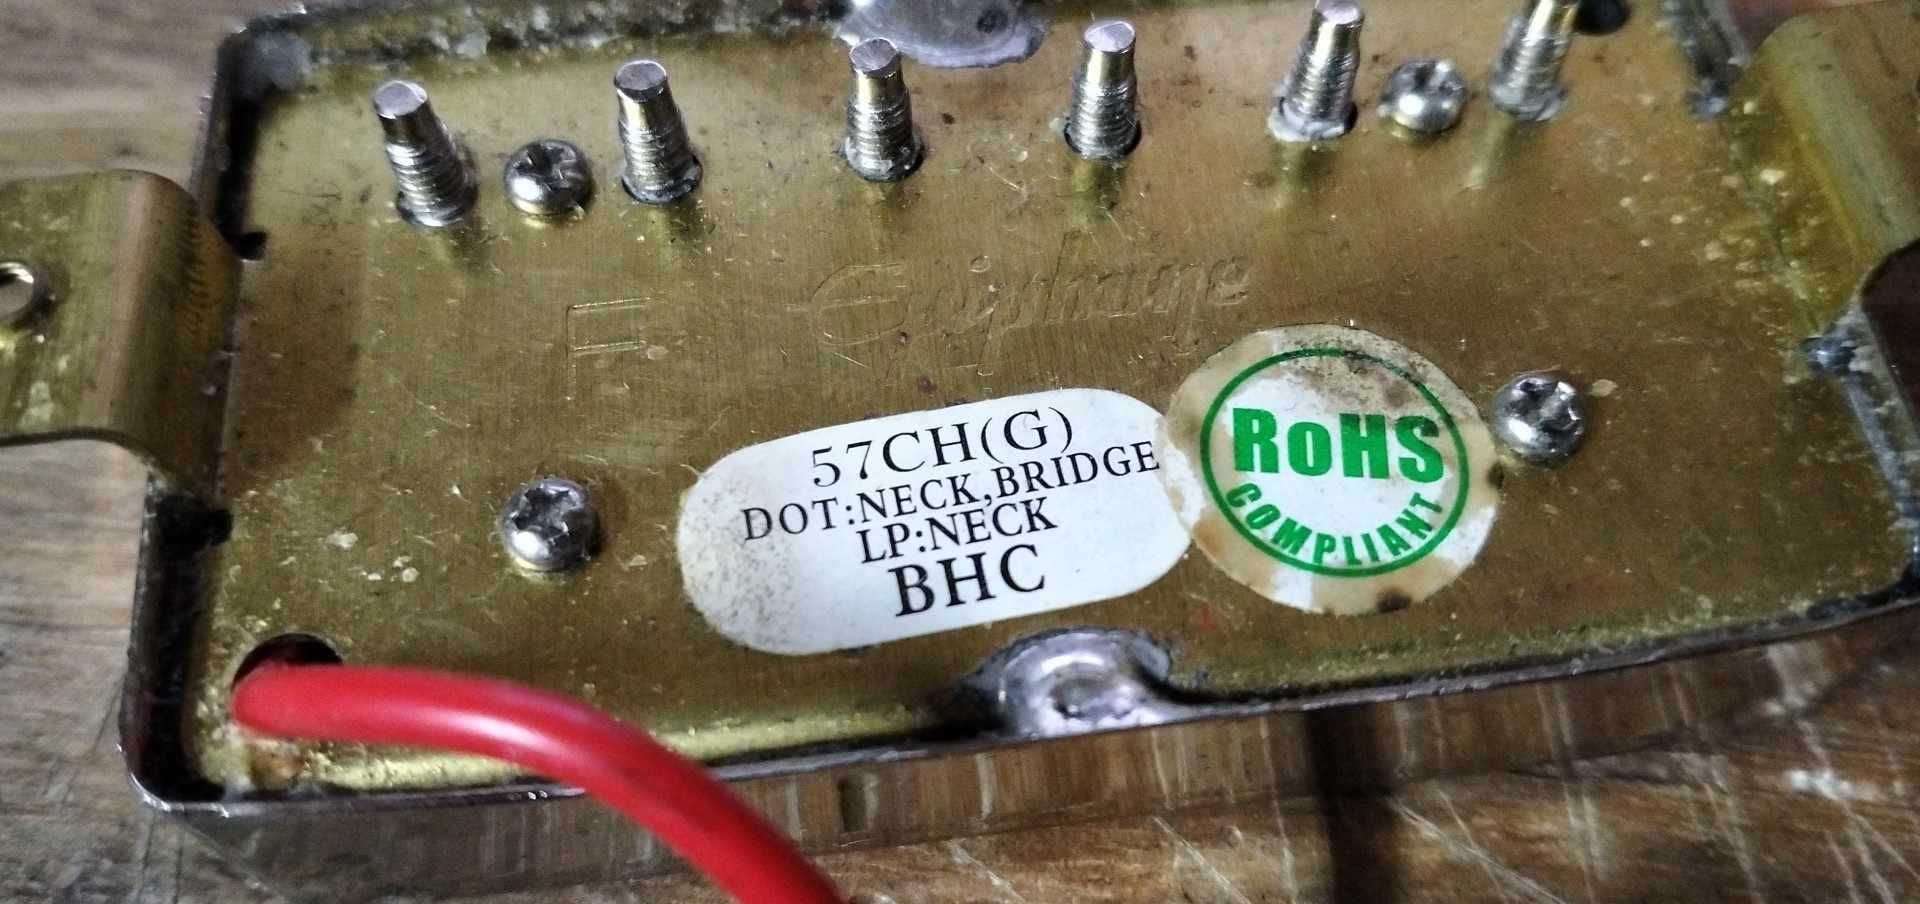 Epiphone
57CH(G)
DOT:NECK,BRIDGE
LP:NECK
BHC
RoHS
COMPLIANT